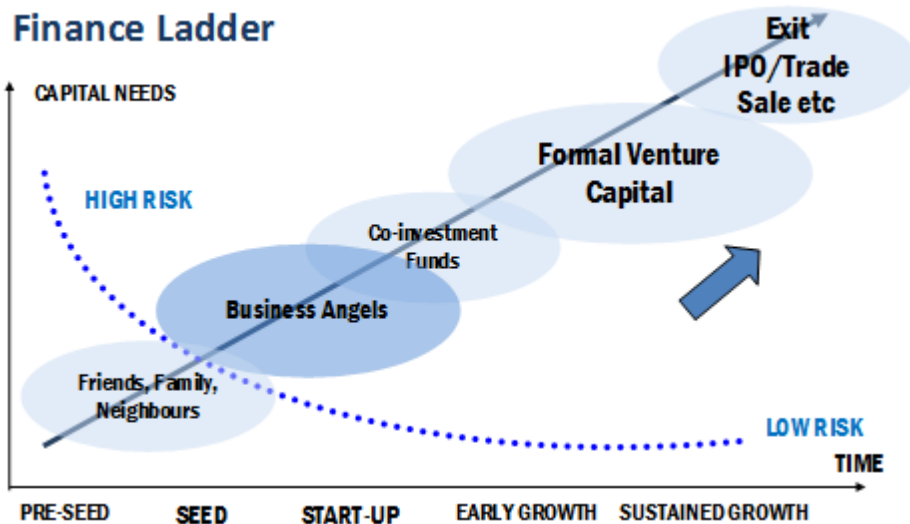 Finance Ladder
Exit
IPO/Trade
Sale etc
CAPITAL NEEDS
Formal Venture
Capital
HIGH RISK
Co-investment
Funds
Business Angels
Friends, Family,
Neighbours
LOW RISK
TIME
PRE-SEED SEED START-UP EARLY GROWTH SUSTAINED GROWTH